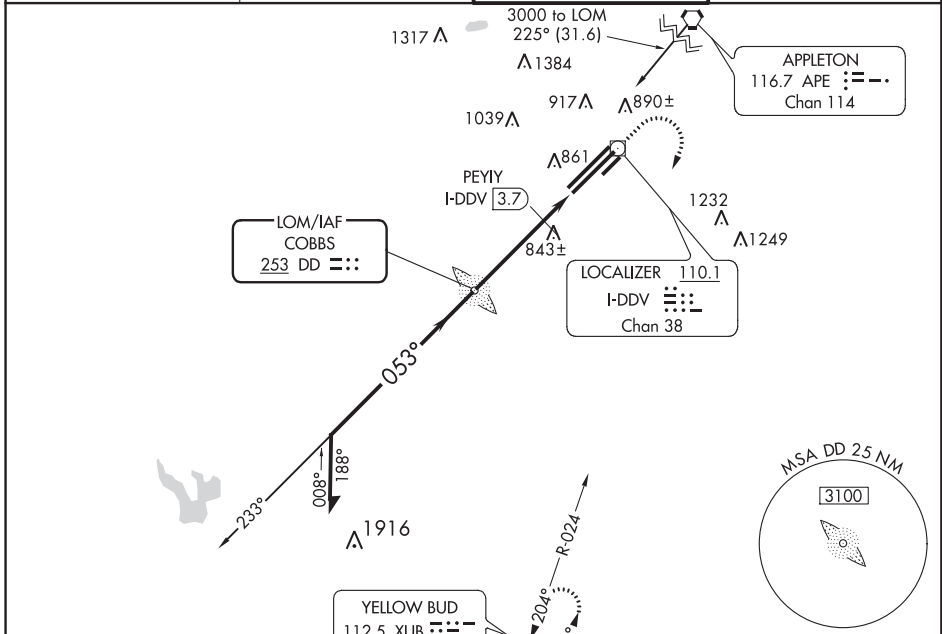 3000 to LOM
225° (31.6)
1317
1384
APPLETON
116.7 APE
Chan 114
917
890±
1039
861
PEYIY
I-DDV 3.7
1232
1249
843±
LOM/IAF
COBBS
253 DD
LOCALIZER 110.1
I-DDV
Chan 38
053°
008°
188°
233°
1916
MSA DD 25 NM
3100
R-024
204°
YELLOW BUD
112.5 XUB